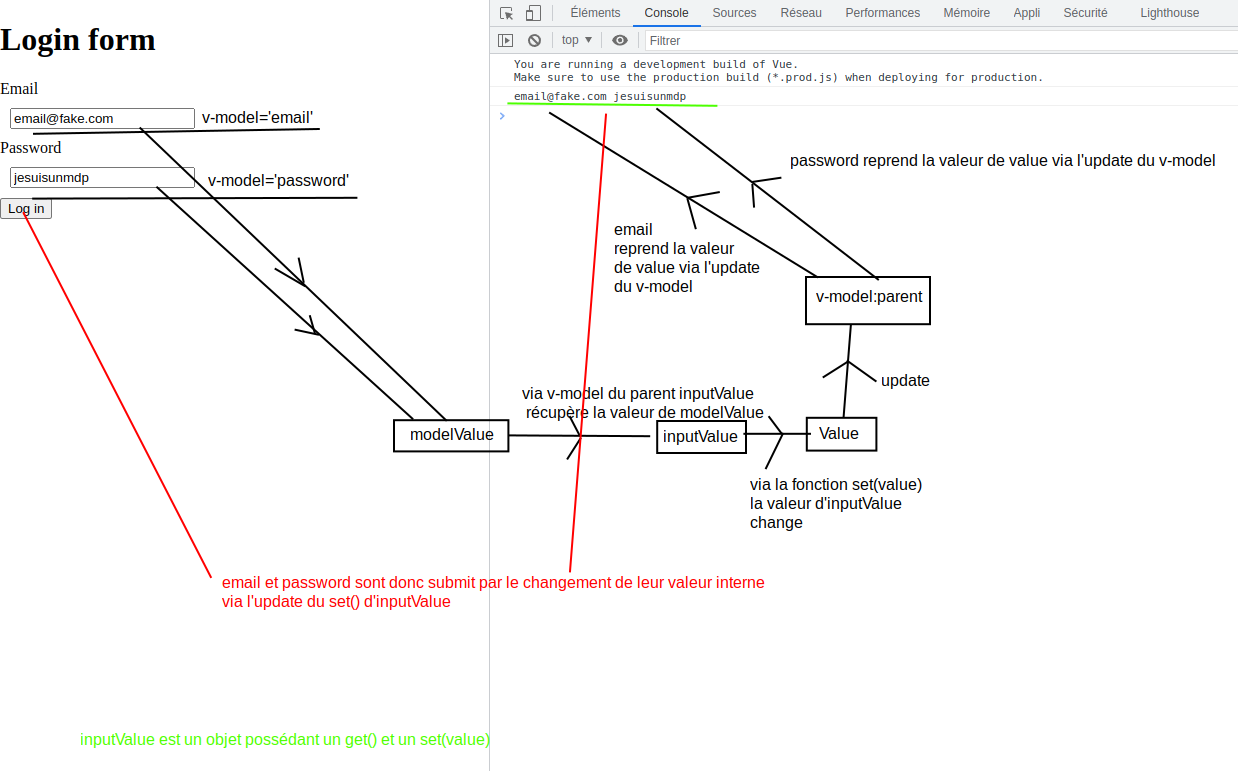 Éléments Console Sources Réseau Performances Mémoire Appli Sécurité Lighthouse
top Filtrer
You are running a development build of Vue.
Make sure to use the production build (*.prod.js) when deploying for production.
email@fake.com jesuisunmdp
Login form
Email
email@fake.com v-model='email'
Password
jesuisunmdp v-model='password'
Log in
password reprend la valeur de value via l'update du v-model
email
reprend la valeur
de value via l'update
du v-model
v-model:parent
update
via v-model du parent inputValue
récupère la valeur de modelValue
modelValue inputValue Value
via la fonction set(value)
la valeur d'inputValue
change
email et password sont donc submit par le changement de leur valeur interne
via l'update du set() d'inputValue
inputValue est un objet possédant un get() et un set(value)